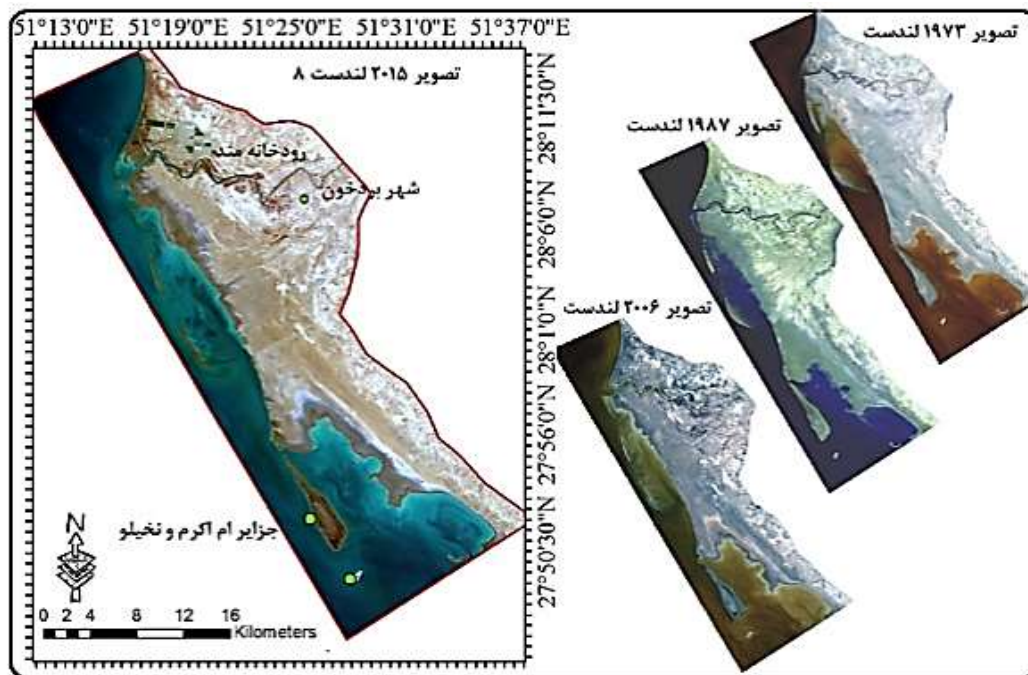 51°13'0"E 51°19'0"E 51°25'0"E 51°31'0"E 51°37'0"E
تصویر ۲۰۱۵ لندست ۸
رودخانه مند
شهر بردخون
جزایر ام اکرم و نخیلو
N
0 2 4 8 12 16
Kilometers
28°11'30"N
28°6'0"N
28°1'0"N
27°56'0"N
27°50'30"N
تصویر ۱۹۷۳ لندست
تصویر ۱۹۸۷ لندست
تصویر ۲۰۰۶ لندست